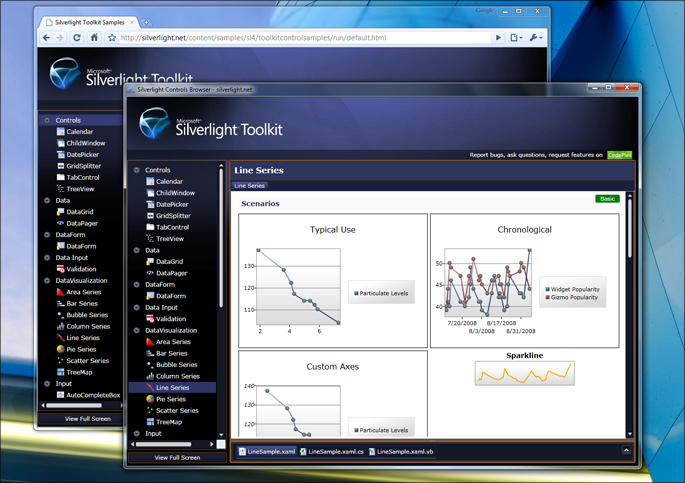 Google
Silverlight Toolkit Samples
http://silverlight.net/content/samples/sl4/toolkitcontrolsamples/run/default.html
Microsoft®
Silverlight Toolkit
Controls
Calendar
ChildWindow
DatePicker
GridSplitter
TabControl
TreeView
Data
DataGrid
DataPager
DataForm
DataForm
Data Input
Validation
DataVisualization
Area Series
Bar Series
Bubble Series
Column Series
Line Series
Pie Series
Scatter Series
TreeMap
Input
AutoCompleteBox
View Full Screen
Silverlight Controls Browser - silverlight.net
Microsoft®
Silverlight Toolkit
Report bugs, ask questions, request features on CodePlex
Controls
Calendar
ChildWindow
DatePicker
GridSplitter
TabControl
TreeView
Data
DataGrid
DataPager
DataForm
DataForm
Data Input
Validation
DataVisualization
Area Series
Bar Series
Bubble Series
Column Series
Line Series
Pie Series
Scatter Series
TreeMap
Input
View Full Screen
Line Series
Line Series
Scenarios
Basic
Typical Use
130
120
110
2 4 6
Particulate Levels
Chronological
50
45
40
7/20/2008 8/17/2008
8/3/2008 8/31/2008
Widget Popularity
Gizmo Popularity
Custom Axes
140
130
120
Particulate Levels
Sparkline
LineSample.xaml LineSample.xaml.cs LineSample.xaml.vb